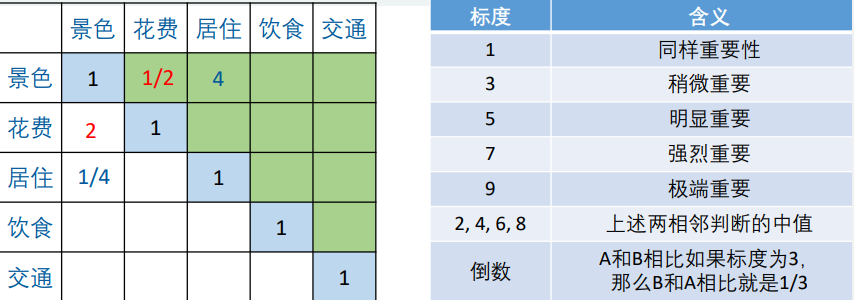 景色 花费 居住 饮食 交通
景色 1 1/2 4
花费 2 1
居住 1/4 1
饮食 1
交通 1
标度 含义
1 同样重要性
3 稍微重要
5 明显重要
7 强烈重要
9 极端重要
2, 4, 6, 8 上述两相邻判断的中值
倒数 A和B相比如果标度为3,
那么B和A相比就是1/3